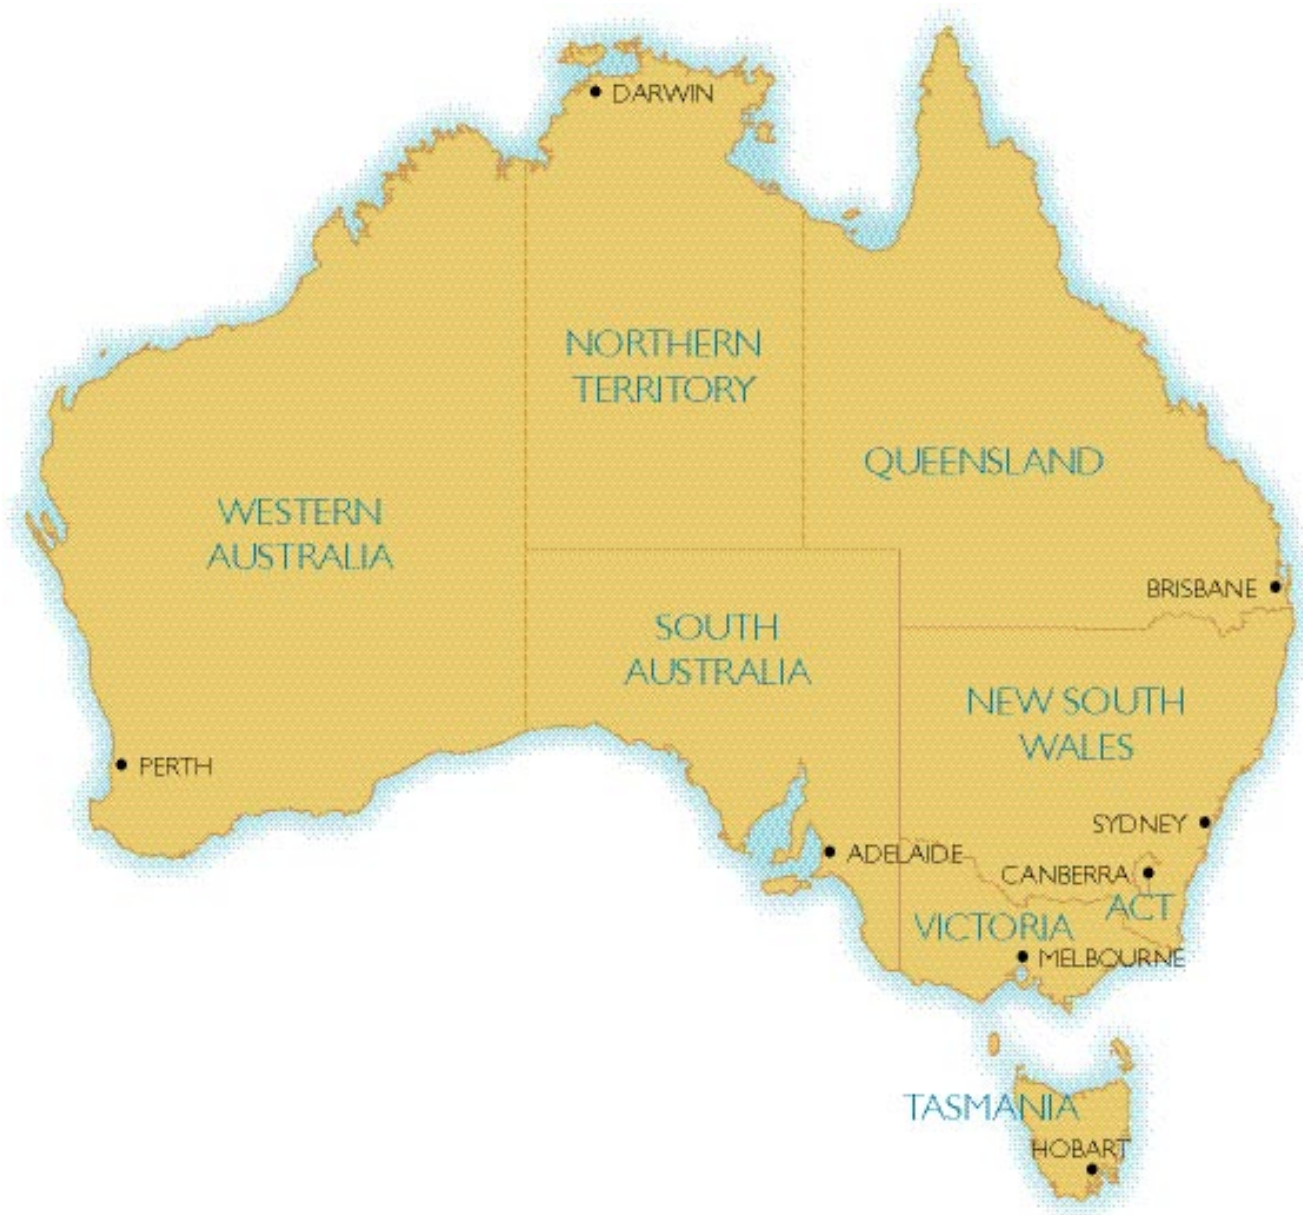 DARWIN
NORTHERN
TERRITORY
QUEENSLAND
WESTERN
AUSTRALIA
BRISBANE
SOUTH
AUSTRALIA
NEW SOUTH
WALES
PERTH
SYDNEY
ADELAIDE
CANBERRA
ACT
VICTORIA
MELBOURNE
TASMANIA
HOBART